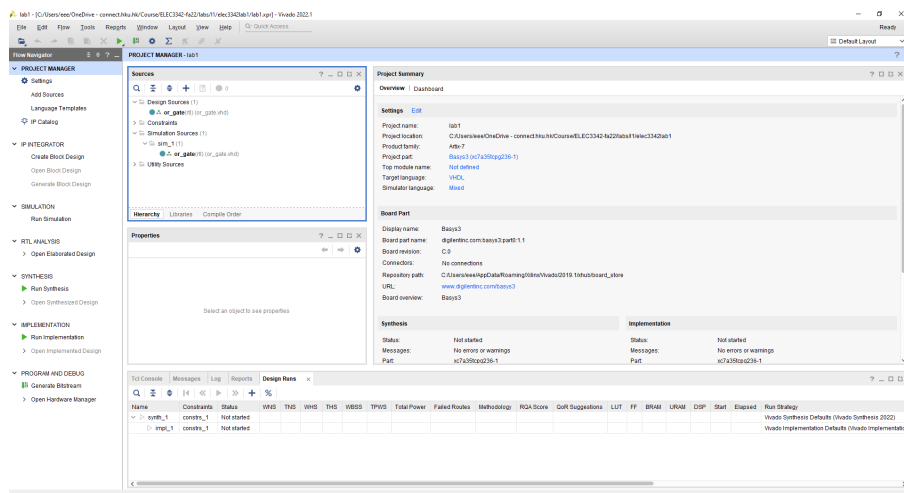 lab1 - [C:/Users/eee/OneDrive - connect.hku.hk/Course/ELEC3342-fa22/labs/l1/elec3342lab1/lab1.xpr] - Vivado 2022.1
File Edit Flow Tools Reports Window Layout View Help Q- Quick Access Ready
Default Layout
Flow Navigator
PROJECT MANAGER - lab1
PROJECT MANAGER
Settings
Add Sources
Language Templates
IP Catalog
IP INTEGRATOR
Create Block Design
Open Block Design
Generate Block Design
SIMULATION
Run Simulation
RTL ANALYSIS
Open Elaborated Design
SYNTHESIS
Run Synthesis
Open Synthesized Design
IMPLEMENTATION
Run Implementation
Open Implemented Design
PROGRAM AND DEBUG
Generate Bitstream
Open Hardware Manager
Sources
0
Design Sources (1)
or_gate(rtl) (or_gate.vhd)
Constraints
Simulation Sources (1)
sim_1 (1)
or_gate(rtl) (or_gate.vhd)
Utility Sources
Hierarchy Libraries Compile Order
Properties
Select an object to see properties
Project Summary
Overview | Dashboard
Settings Edit
Project name: lab1
Project location: C:/Users/eee/OneDrive - connect.hku.hk/Course/ELEC3342-fa22/labs/l1/elec3342lab1
Product family: Artix-7
Project part: Basys3 (xc7a35tcpg236-1)
Top module name: Not defined
Target language: VHDL
Simulator language: Mixed
Board Part
Display name: Basys3
Board part name: digilentinc.com:basys3:part0:1.1
Board revision: C.0
Connectors: No connections
Repository path: C:/Users/eee/AppData/Roaming/Xilinx/Vivado/2019.1/xhub/board_store
URL: www.digilentinc.com/basys3
Board overview: Basys3
Synthesis Implementation
Status: Not started Status: Not started
Messages: No errors or warnings Messages: No errors or warnings
Part: xc7a35tcpg236-1 Part: xc7a35tcpg236-1
Tcl Console Messages Log Reports Design Runs
Name Constraints Status WNS TNS WHS THS WBSS TPWS Total Power Failed Routes Methodology RQA Score QoR Suggestions LUT FF BRAM URAM DSP Start Elapsed Run Strategy
synth_1 constrs_1 Not started Vivado Synthesis Defaults (Vivado Synthesis 2022)
impl_1 constrs_1 Not started Vivado Implementation Defaults (Vivado Implementatio